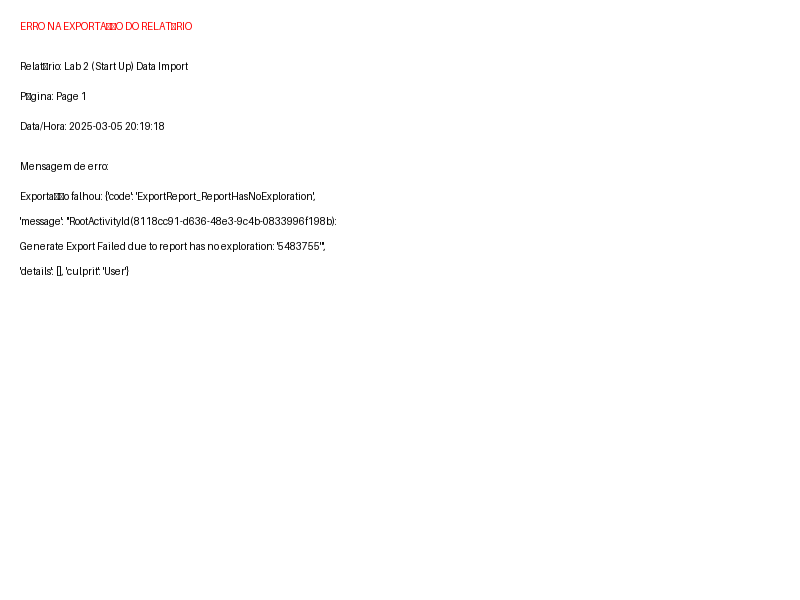 ERRO NA EXPORTA▯▯O DO RELAT▯RIO
Relat▯rio: Lab 2 (Start Up) Data Import
P▯gina: Page 1
Data/Hora: 2025-03-05 20:19:18
Mensagem de erro:
Exporta▯▯o falhou: {'code': 'ExportReport_ReportHasNoExploration',
'message': "RootActivityId(8118cc91-d636-48e3-9c4b-0833996f198b):
Generate Export Failed due to report has no exploration: '5483755'",
'details': [], 'culprit': 'User'}